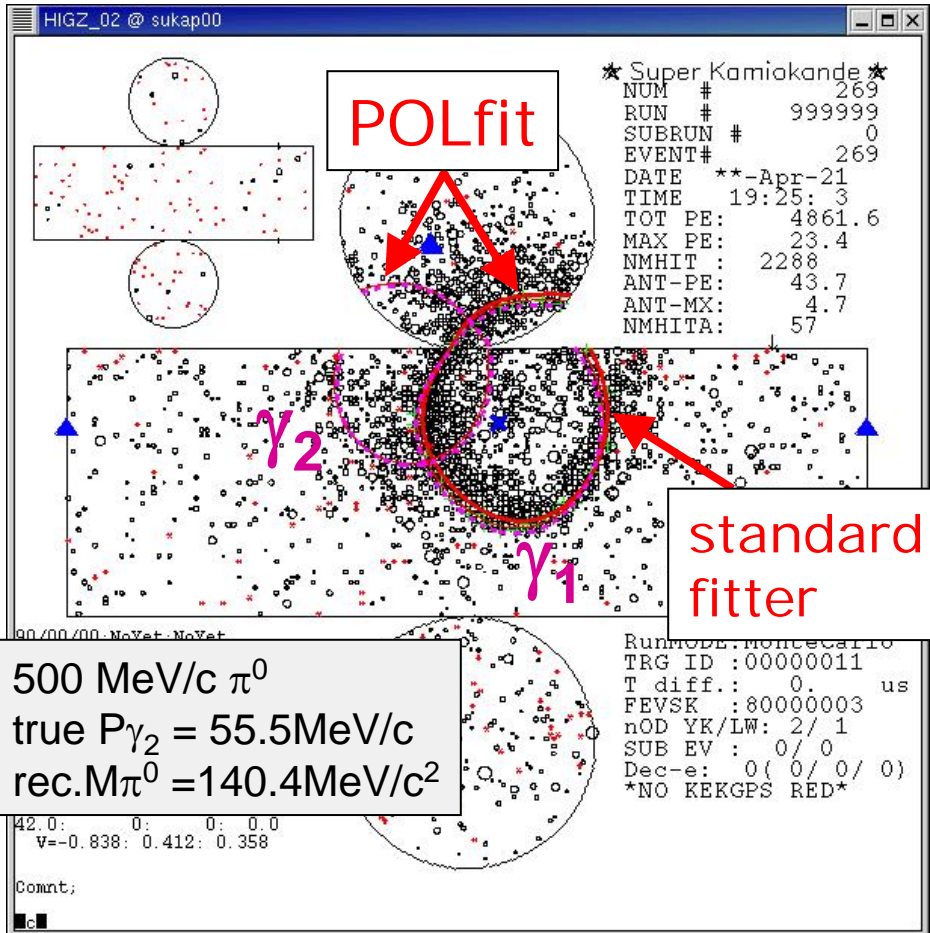 HIGZ_02 @ sukap00
POLfit
Super Kamiokande
NUM # 269
RUN # 999999
SUBRUN # 0
EVENT# 269
DATE **-Apr-21
TIME 19:25: 3
TOT PE: 4861.6
MAX PE: 23.4
NMHIT : 2288
ANT-PE: 43.7
ANT-MX: 4.7
NMHITA: 57
γ₂
γ₁
standard
fitter
90/00/00:NoYet:NoYet
500 MeV/c π⁰
true Pγ₂ = 55.5MeV/c
rec.Mπ⁰ =140.4MeV/c²
RunMODE:MonteCarlo
TRG ID :00000011
T diff.: 0. us
FEVSK :80000003
nOD YK/LW: 2/ 1
SUB EV : 0/ 0
Dec-e: 0( 0/ 0/ 0)
*NO KEKGPS RED*
42.0: 0: 0: 0.0
V=-0.838: 0.412: 0.358
Comnt;
c